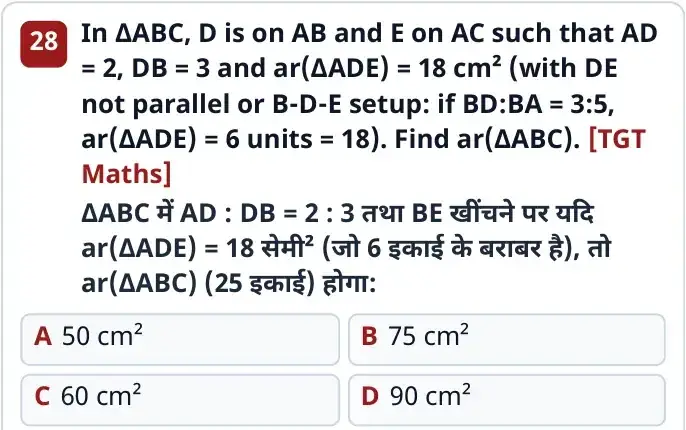 28 In ΔABC, D is on AB and E on AC such that AD
= 2, DB = 3 and ar(ΔADE) = 18 cm² (with DE
not parallel or B-D-E setup: if BD:BA = 3:5,
ar(ΔADE) = 6 units = 18). Find ar(ΔABC). [TGT
Maths]
ΔABC में AD : DB = 2 : 3 तथा BE खींचने पर यदि
ar(ΔADE) = 18 सेमी² (जो 6 इकाई के बराबर है), तो
ar(ΔABC) (25 इकाई) होगा:
A 50 cm²
B 75 cm²
C 60 cm²
D 90 cm²